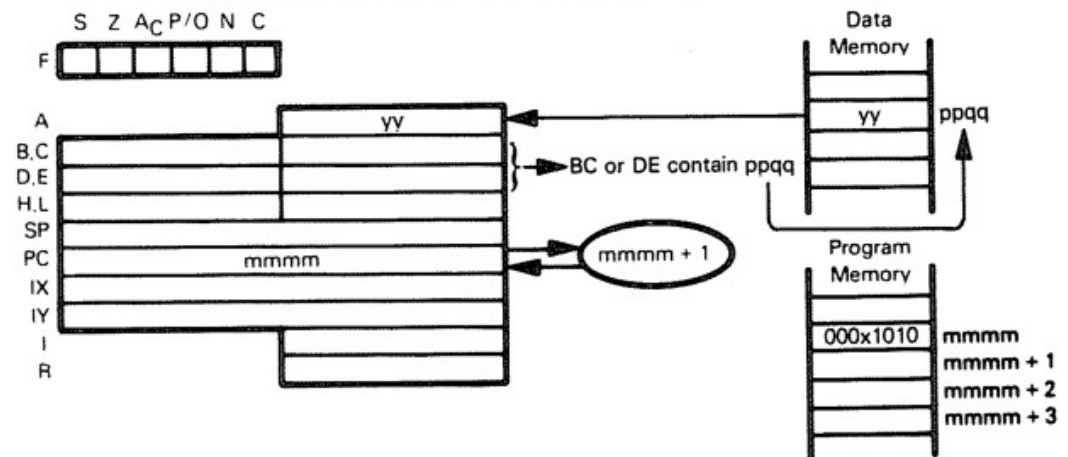 S Z AC P/O N C
F
A
B,C
D,E
H,L
SP
PC
IX
IY
I
R
yy
mmmm
BC or DE contain ppqq
mmmm + 1
Data
Memory
yy
ppqq
Program
Memory
000x1010
mmmm
mmmm + 1
mmmm + 2
mmmm + 3